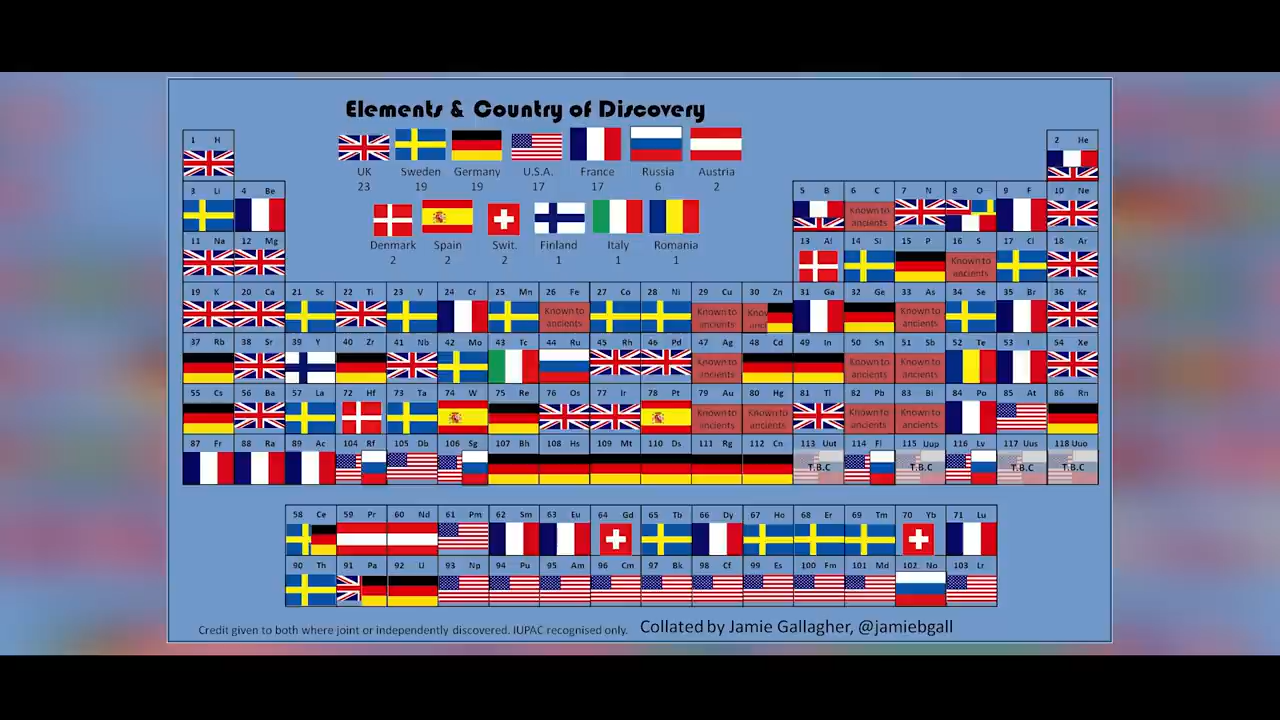 Elements & Country of Discovery
UK Sweden Germany U.S.A. France Russia Austria
23 19 19 17 17 6 2
Denmark Spain Swit. Finland Italy Romania
2 1 2 1 1 1
1 H 2 He
3 Li 4 Be 5 B 6 C 7 N 8 O 9 F 10 Ne
Known to
ancients
11 Na 12 Mg 13 Al 14 Si 15 P 16 S 17 Cl 18 Ar
Known to
ancients
19 K 20 Ca 21 Sc 22 Ti 23 V 24 Cr 25 Mn 26 Fe 27 Co 28 Ni 29 Cu 30 Zn 31 Ga 32 Ge 33 As 34 Se 35 Br 36 Kr
Known to Known to Know Known to
ancients ancients anci ancients
37 Rb 38 Sr 39 Y 40 Zr 41 Nb 42 Mo 43 Tc 44 Ru 45 Rh 46 Pd 47 Ag 48 Cd 49 In 50 Sn 51 Sb 52 Te 53 I 54 Xe
Known to Known to Known to
ancients ancients ancients
55 Cs 56 Ba 57 La 72 Hf 73 Ta 74 W 75 Re 76 Os 77 Ir 78 Pt 79 Au 80 Hg 81 Tl 82 Pb 83 Bi 84 Po 85 At 86 Rn
Known to Known to Known to Known to
ancients ancients ancients ancients
87 Fr 88 Ra 89 Ac 104 Rf 105 Db 106 Sg 107 Bh 108 Hs 109 Mt 110 Ds 111 Rg 112 Cn 113 Uut 114 Fl 115 Uup 116 Lv 117 Uus 118 Uuo
T.B.C T.B.C T.B.C T.B.C
58 Ce 59 Pr 60 Nd 61 Pm 62 Sm 63 Eu 64 Gd 65 Tb 66 Dy 67 Ho 68 Er 69 Tm 70 Yb 71 Lu
90 Th 91 Pa 92 U 93 Np 94 Pu 95 Am 96 Cm 97 Bk 98 Cf 99 Es 100 Fm 101 Md 102 No 103 Lr
Credit given to both where joint or independently discovered. IUPAC recognised only. Collated by Jamie Gallagher, @jamiebgall